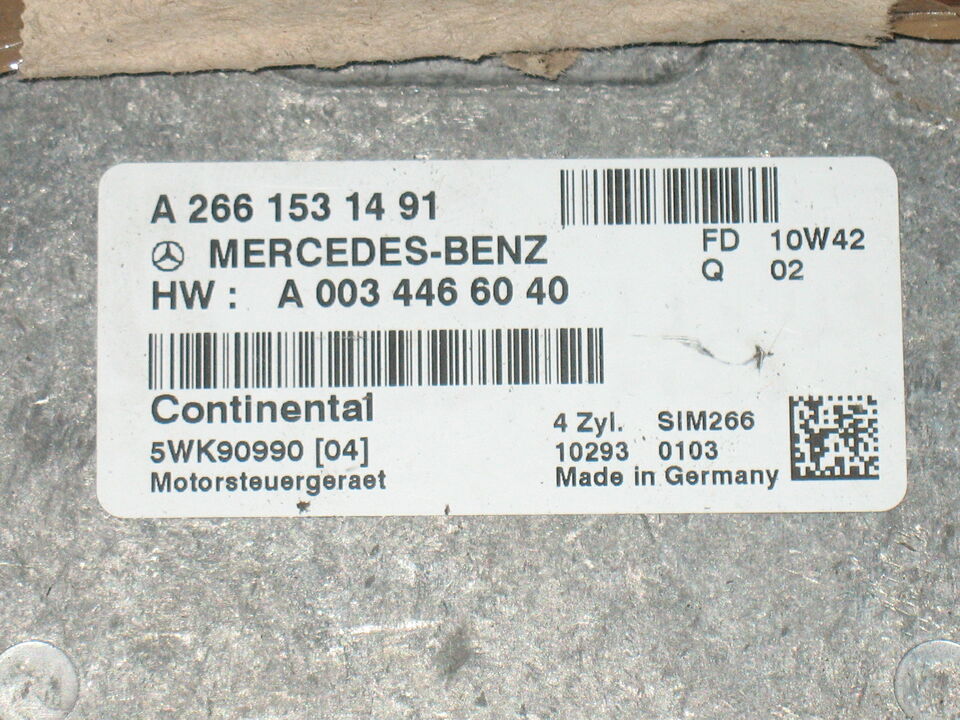 A 266 153 14 91
MERCEDES-BENZ
HW : A 003 446 60 40
FD 10W42
Q 02
Continental
5WK90990 [04]
Motorsteuergeraet
4 Zyl. SIM266
10293 0103
Made in Germany